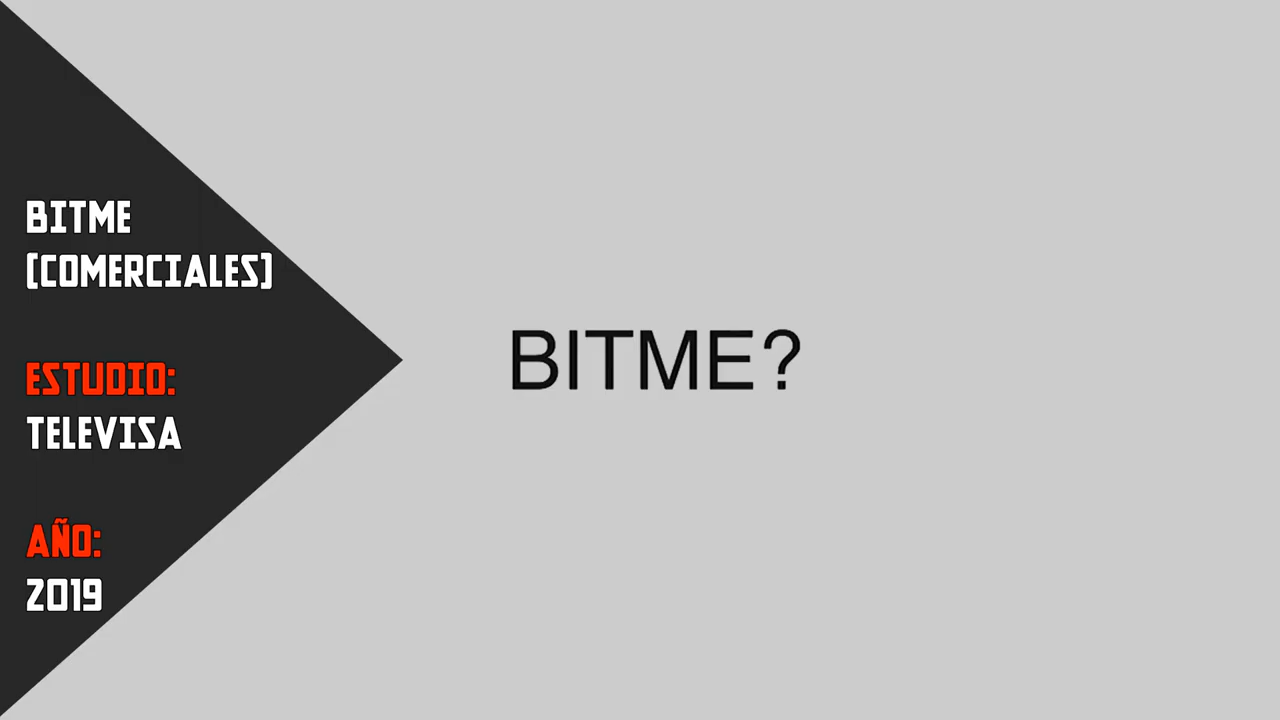 BITME
[COMERCIALES]
ESTUDIO:
TELEVISA
AÑO:
2019
BITME?